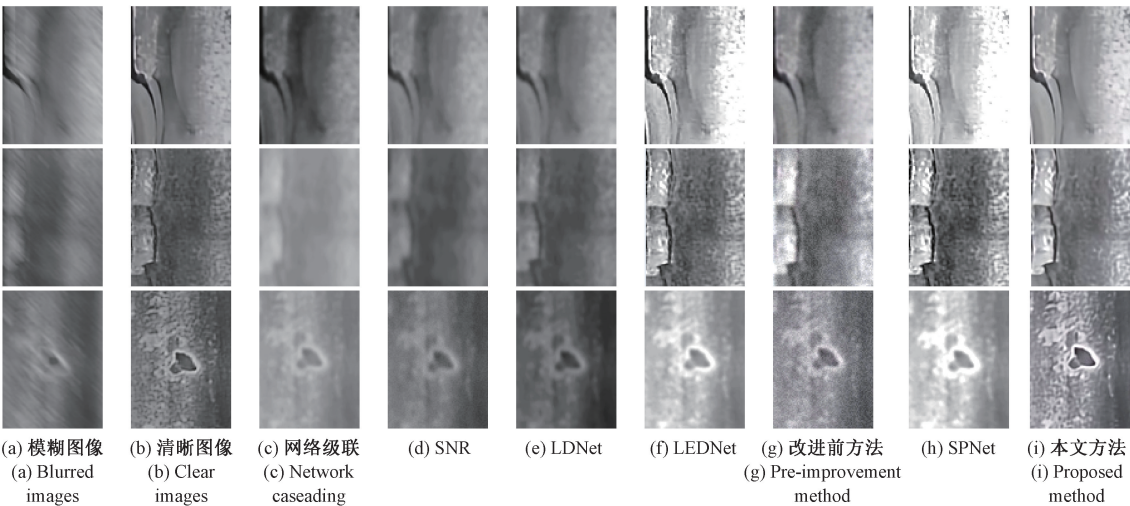 (a) 模糊图像
(a) Blurred
images
(b) 清晰图像
(b) Clear
images
(c) 网络级联
(c) Network
caseading
(d) SNR
(e) LDNet
(f) LEDNet
(g) 改进前方法
(g) Pre-improvement
method
(h) SPNet
(i) 本文方法
(i) Proposed
method